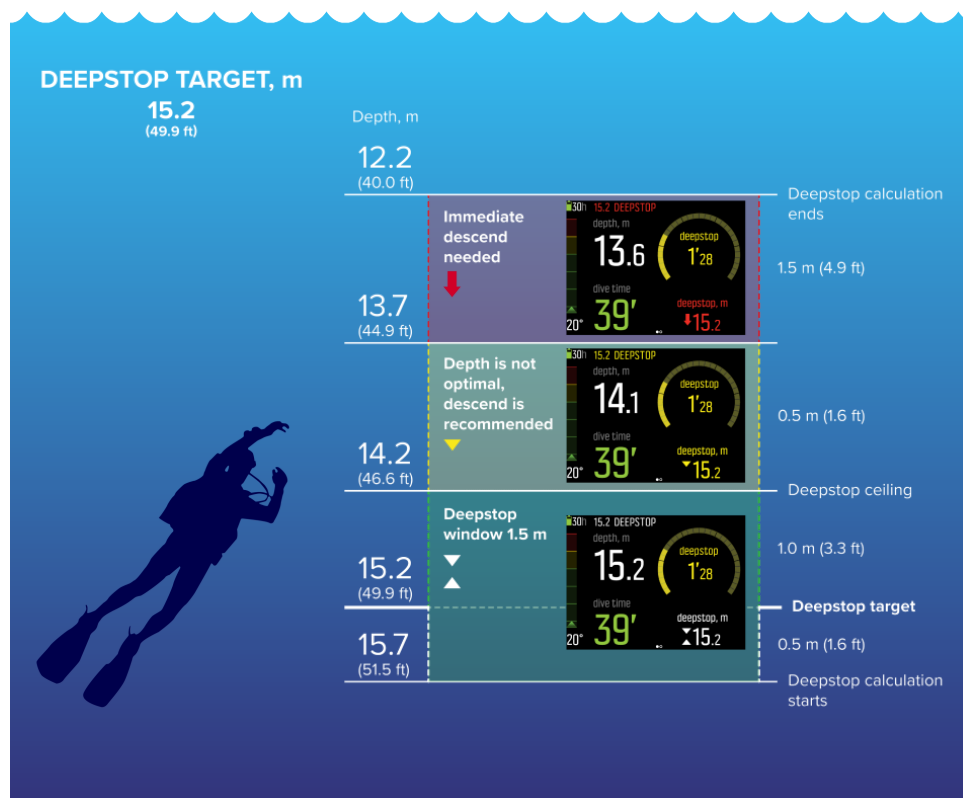 DEEPSTOP TARGET, m
15.2
(49.9 ft)
Depth, m
12.2
(40.0 ft)
Deepstop calculation
ends
Immediate
descend
needed
30h 15.2 DEEPSTOP
depth, m
13.6
deepstop
1'28
dive time
39'
20°
deepstop, m
15.2
1.5 m (4.9 ft)
13.7
(44.9 ft)
Depth is not
optimal,
descend is
recommended
30h 15.2 DEEPSTOP
depth, m
14.1
deepstop
1'28
dive time
39'
20°
deepstop, m
15.2
0.5 m (1.6 ft)
14.2
(46.6 ft)
Deepstop ceiling
Deepstop
window 1.5 m
30h 15.2 DEEPSTOP
depth, m
15.2
deepstop
1'28
dive time
39'
20°
deepstop, m
15.2
1.0 m (3.3 ft)
15.2
(49.9 ft)
Deepstop target
15.7
(51.5 ft)
0.5 m (1.6 ft)
Deepstop calculation
starts